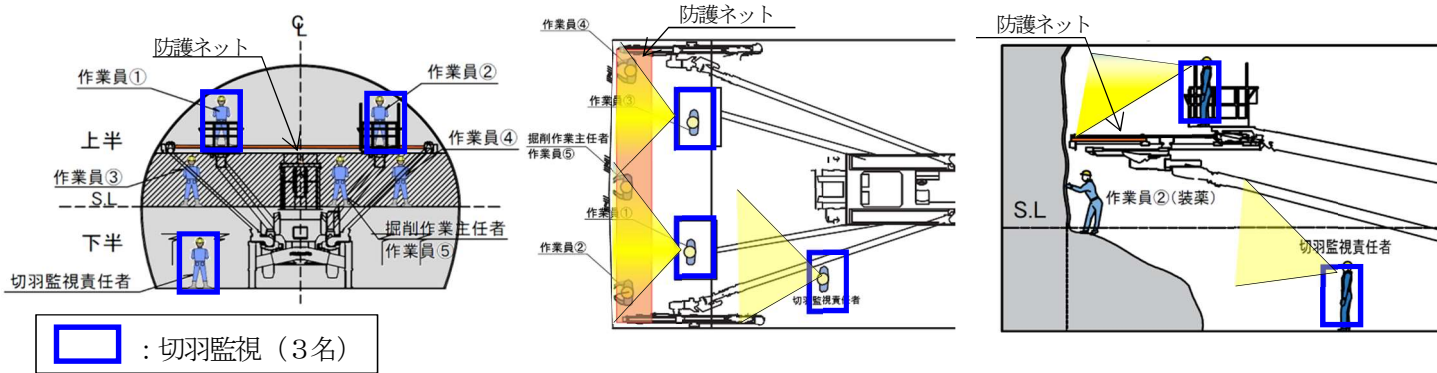 ℄
防護ネット
作業員①
作業員②
上半
作業員④
作業員③
S.L
下半
掘削作業主任者
作業員⑤
切羽監視責任者
：切羽監視（３名）
作業員④
防護ネット
作業員③
掘削作業主任者
作業員⑤
作業員①
作業員②
切羽監視責任者
防護ネット
作業員②(装薬)
S.L
切羽監視責任者